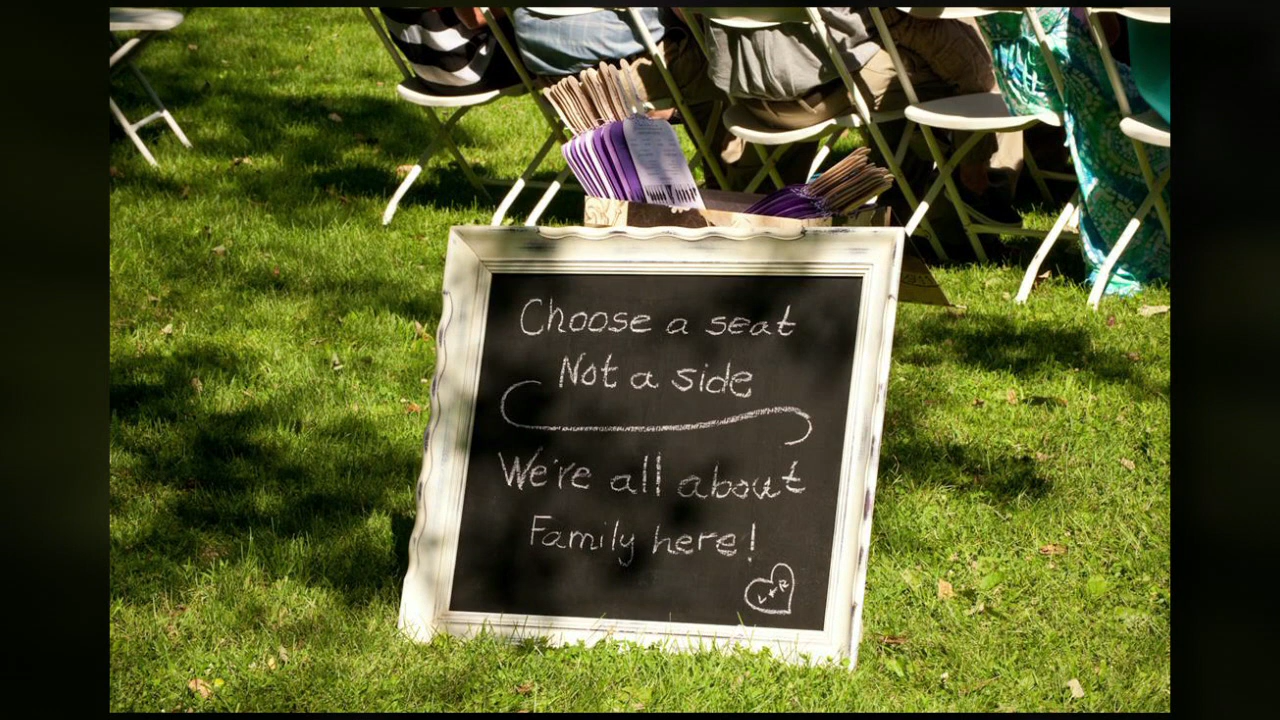 Choose a seat
Not a side
We're all about
Family here!
L+R